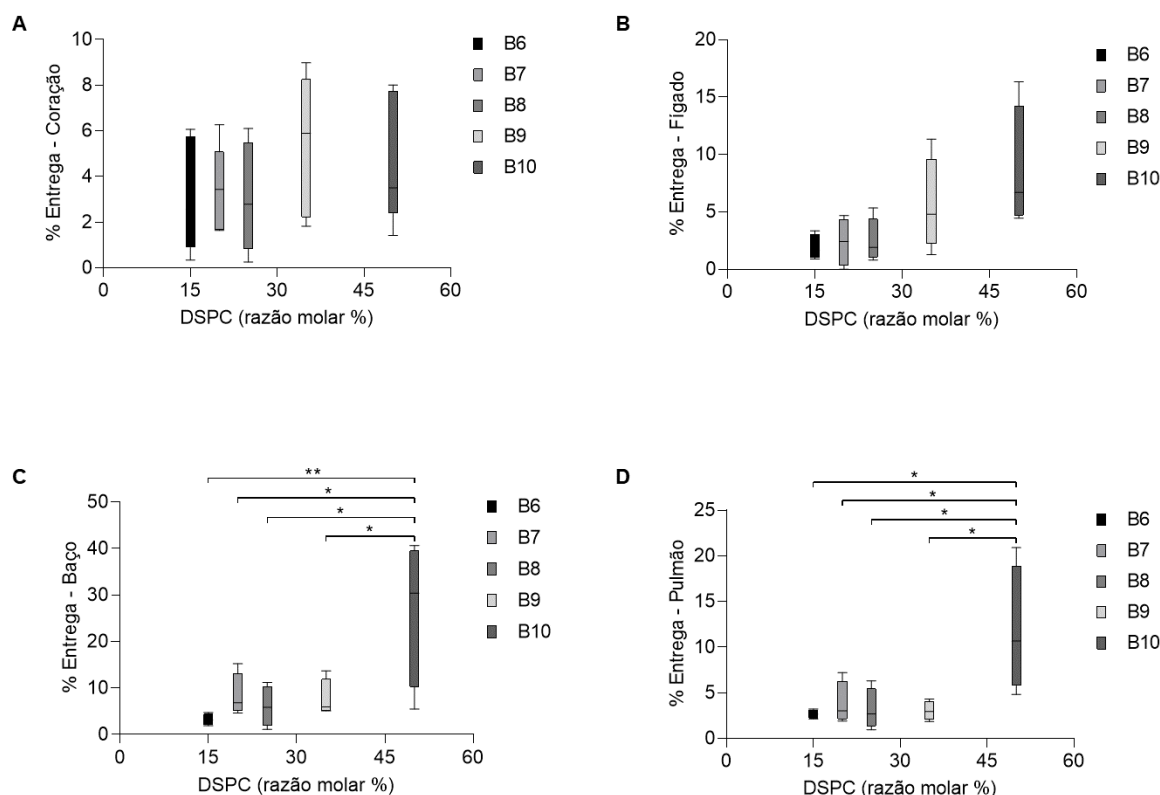 A
% Entrega - Coração
10
8
6
4
2
0
0 15 30 45 60
DSPC (razão molar %)
B6
B7
B8
B9
B10
B
% Entrega - Fígado
20
15
10
5
0
0 15 30 45 60
DSPC (razão molar %)
B6
B7
B8
B9
B10
C
**
*
*
*
% Entrega - Baço
50
40
30
20
10
0
0 15 30 45 60
DSPC (razão molar %)
B6
B7
B8
B9
B10
D
*
*
*
*
% Entrega - Pulmão
25
20
15
10
5
0
0 15 30 45 60
DSPC (razão molar %)
B6
B7
B8
B9
B10